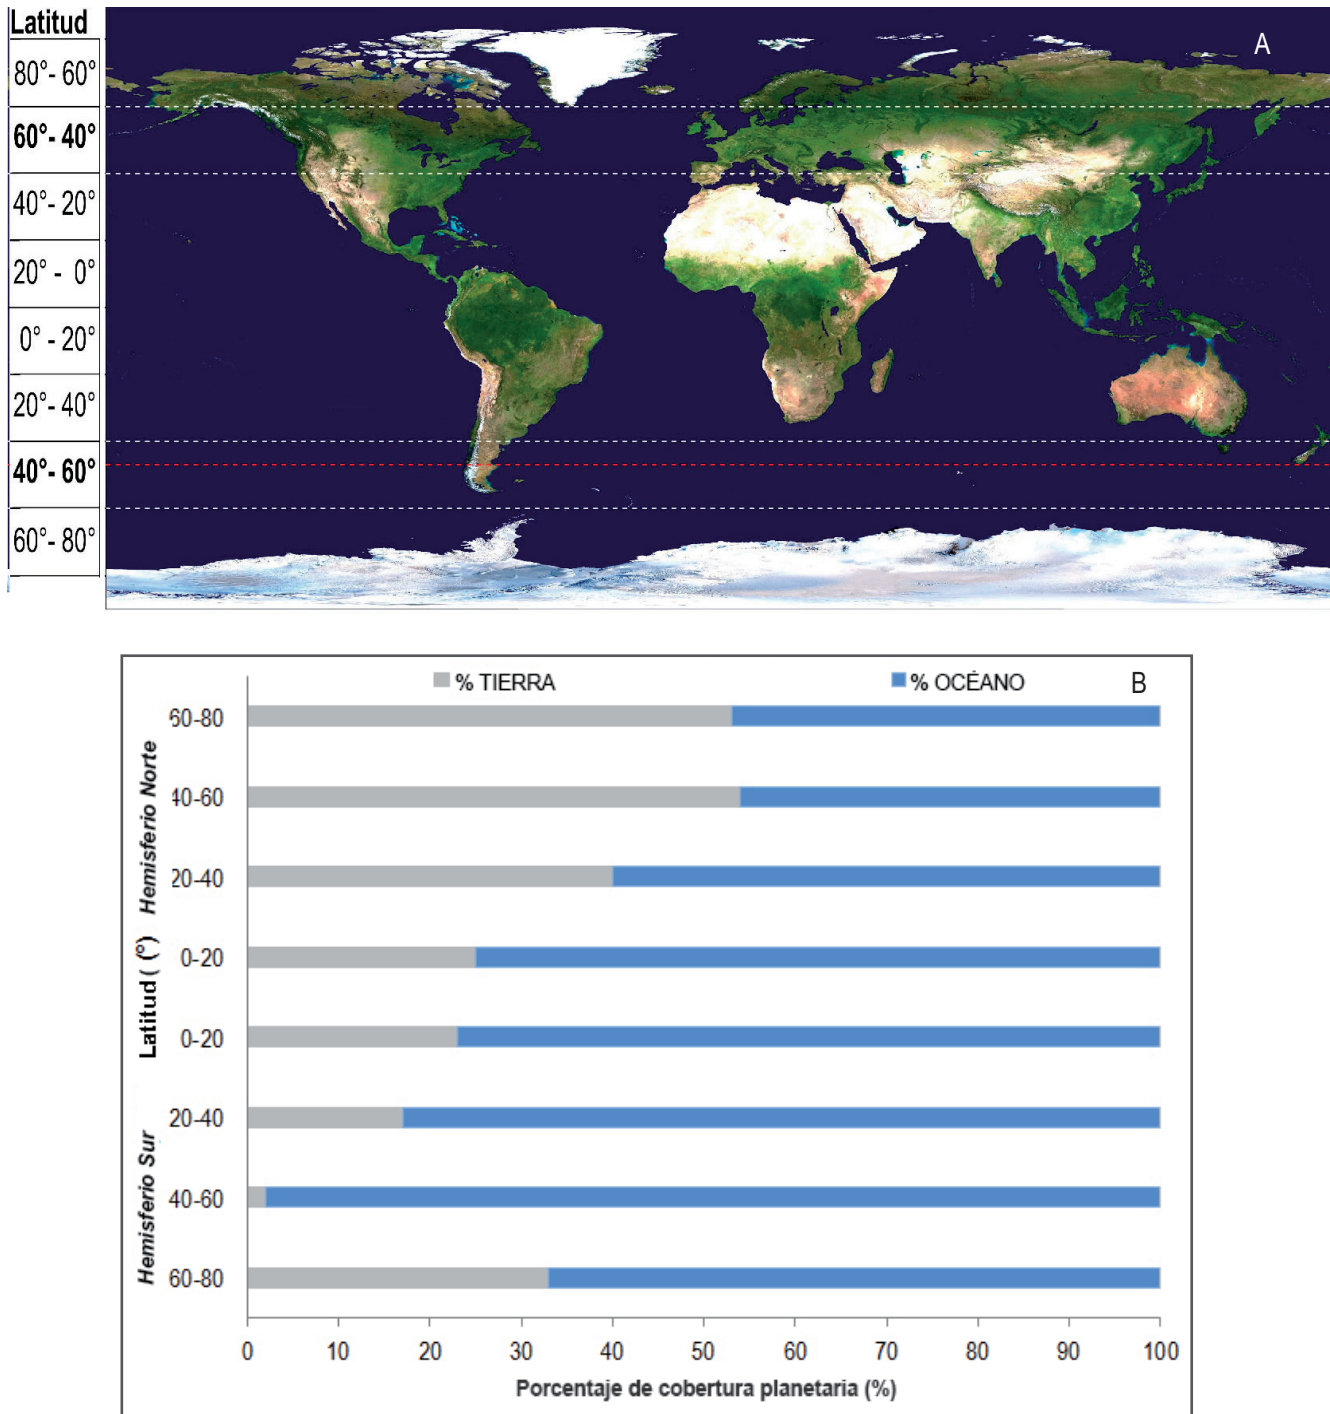 Latitud
A
80°- 60°
60°- 40°
40°- 20°
20° - 0°
0° - 20°
20°- 40°
40°- 60°
60°- 80°
% TIERRA
% OCÉANO
B
Hemisferio Norte
Latitud ( (°)
Hemisferio Sur
60-80
40-60
20-40
0-20
0-20
20-40
40-60
60-80
0 10 20 30 40 50 60 70 80 90 100
Porcentaje de cobertura planetaria (%)